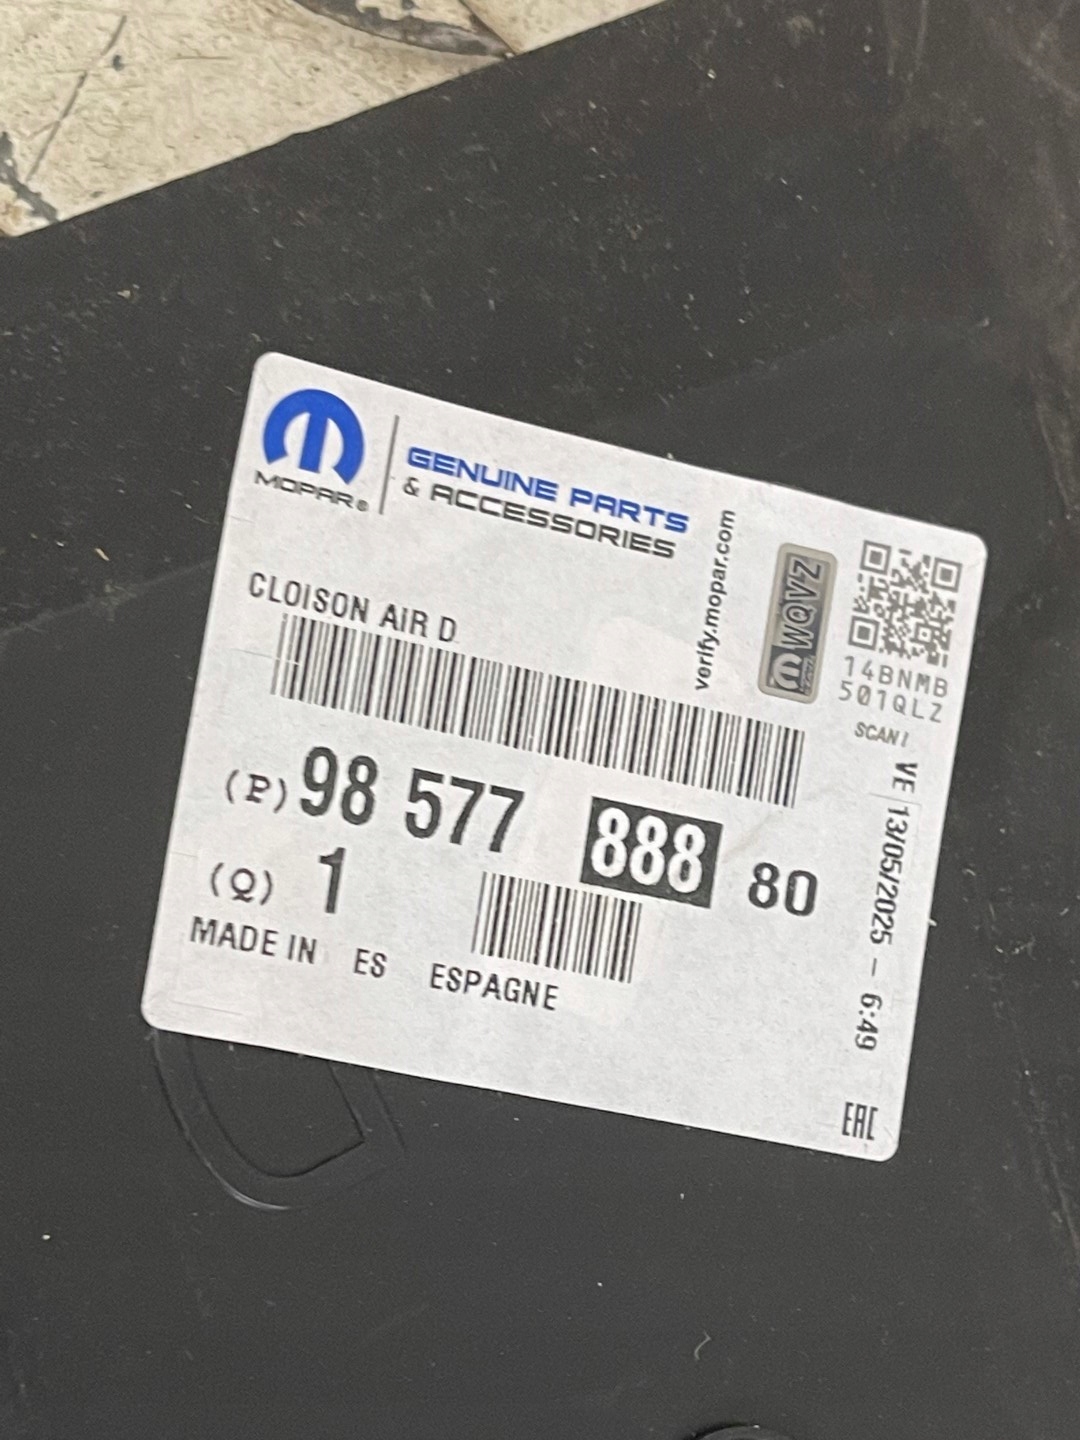 MOPAR®
GENUINE PARTS
& ACCESSORIES
verify.mopar.com
WQVZ
14BNMB
501QLZ
SCAN!
CLOISON AIR D
(P) 98 577 888 80
(Q) 1
MADE IN ES ESPAGNE
VE 13/05/2025 – 6:49
EAC